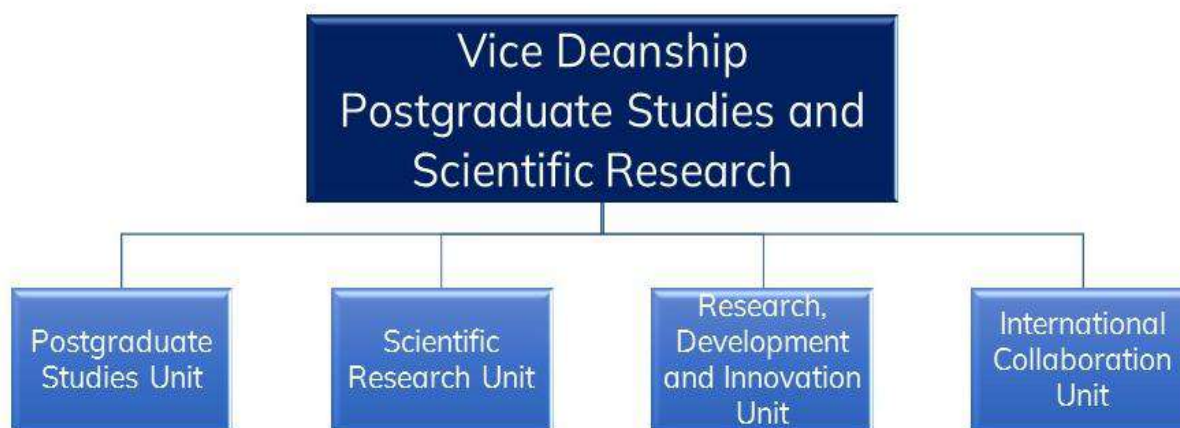 Vice Deanship
Postgraduate Studies and
Scientific Research
Postgraduate
Studies Unit
Scientific
Research Unit
Research,
Development
and Innovation
Unit
International
Collaboration
Unit